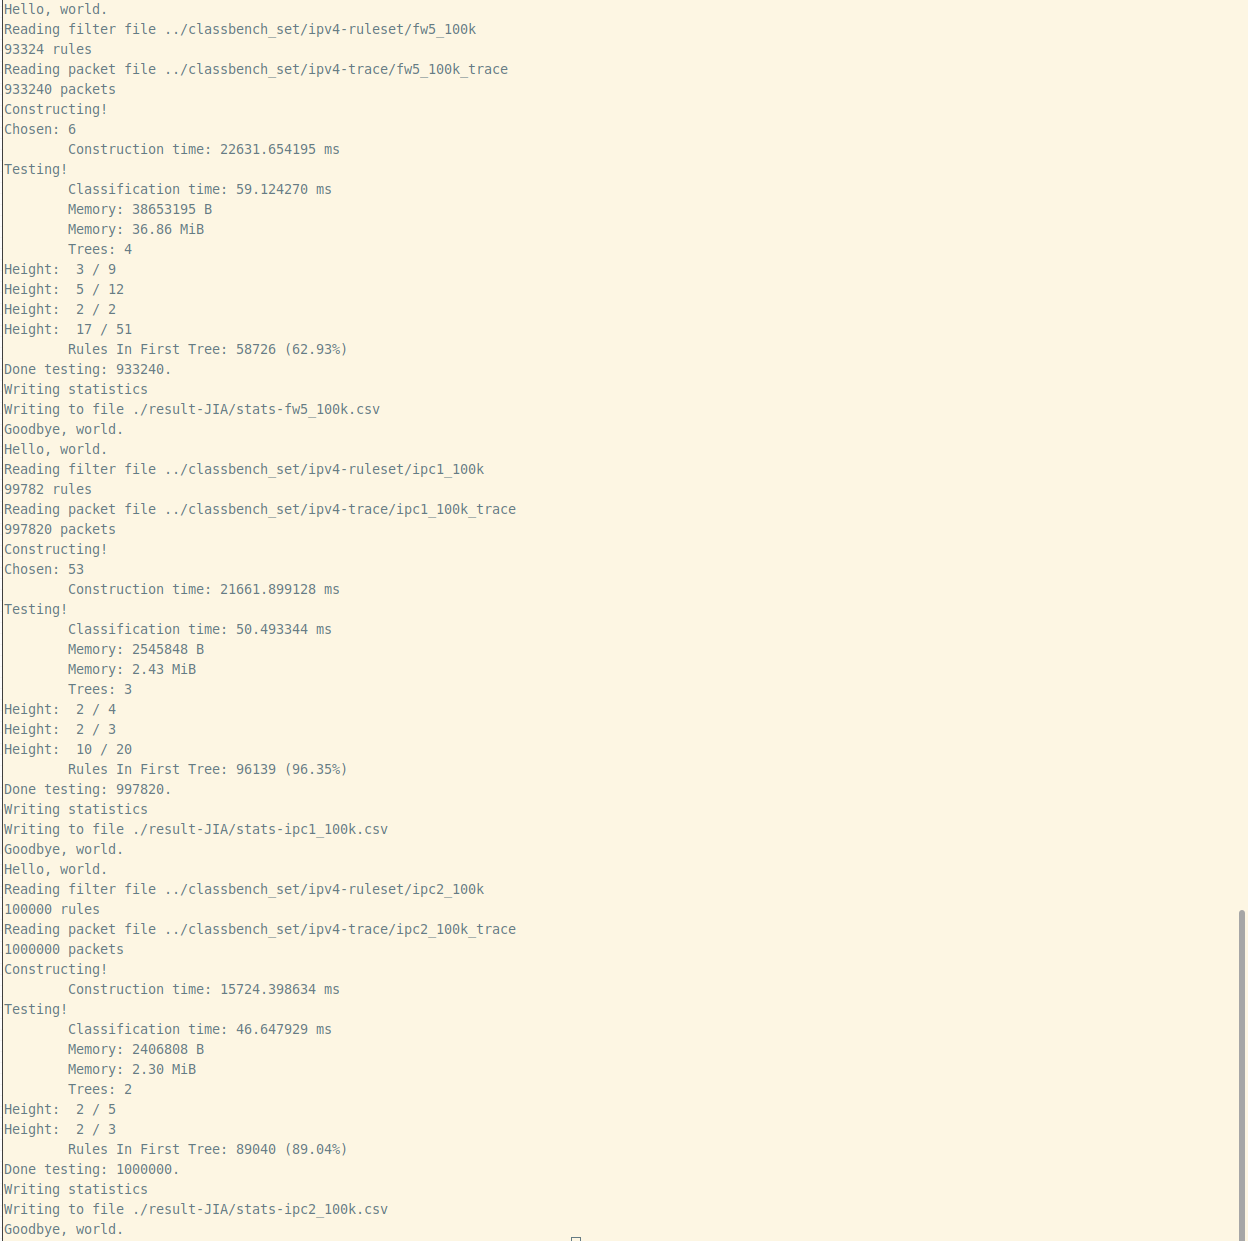 Hello, world.
Reading filter file ../classbench_set/ipv4-ruleset/fw5_100k
93324 rules
Reading packet file ../classbench_set/ipv4-trace/fw5_100k_trace
933240 packets
Constructing!
Chosen: 6
        Construction time: 22631.654195 ms
Testing!
        Classification time: 59.124270 ms
        Memory: 38653195 B
        Memory: 36.86 MiB
        Trees: 4
Height:  3 / 9
Height:  5 / 12
Height:  2 / 2
Height:  17 / 51
        Rules In First Tree: 58726 (62.93%)
Done testing: 933240.
Writing statistics
Writing to file ./result-JIA/stats-fw5_100k.csv
Goodbye, world.
Hello, world.
Reading filter file ../classbench_set/ipv4-ruleset/ipc1_100k
99782 rules
Reading packet file ../classbench_set/ipv4-trace/ipc1_100k_trace
997820 packets
Constructing!
Chosen: 53
        Construction time: 21661.899128 ms
Testing!
        Classification time: 50.493344 ms
        Memory: 2545848 B
        Memory: 2.43 MiB
        Trees: 3
Height:  2 / 4
Height:  2 / 3
Height:  10 / 20
        Rules In First Tree: 96139 (96.35%)
Done testing: 997820.
Writing statistics
Writing to file ./result-JIA/stats-ipc1_100k.csv
Goodbye, world.
Hello, world.
Reading filter file ../classbench_set/ipv4-ruleset/ipc2_100k
100000 rules
Reading packet file ../classbench_set/ipv4-trace/ipc2_100k_trace
1000000 packets
Constructing!
        Construction time: 15724.398634 ms
Testing!
        Classification time: 46.647929 ms
        Memory: 2406808 B
        Memory: 2.30 MiB
        Trees: 2
Height:  2 / 5
Height:  2 / 3
        Rules In First Tree: 89040 (89.04%)
Done testing: 1000000.
Writing statistics
Writing to file ./result-JIA/stats-ipc2_100k.csv
Goodbye, world.